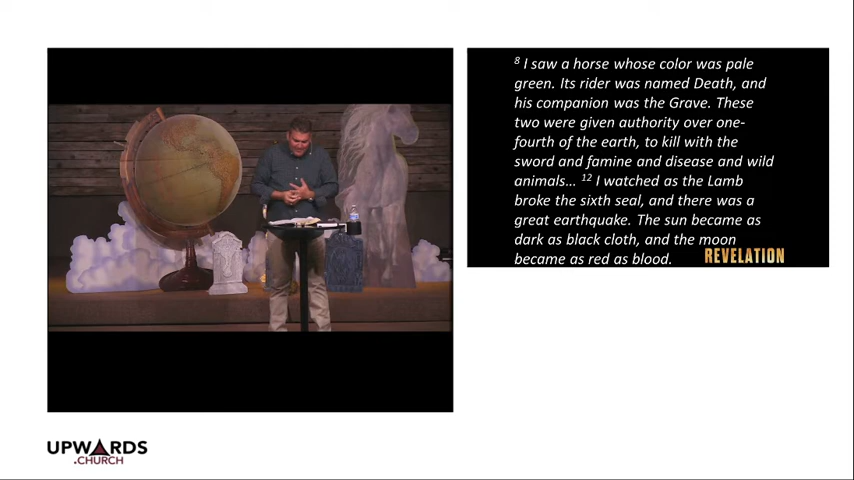 ⁸ I saw a horse whose color was pale
green. Its rider was named Death, and
his companion was the Grave. These
two were given authority over one-
fourth of the earth, to kill with the
sword and famine and disease and wild
animals… ¹² I watched as the Lamb
broke the sixth seal, and there was a
great earthquake. The sun became as
dark as black cloth, and the moon
became as red as blood.
REVELATION
UPWARDS
.CHURCH